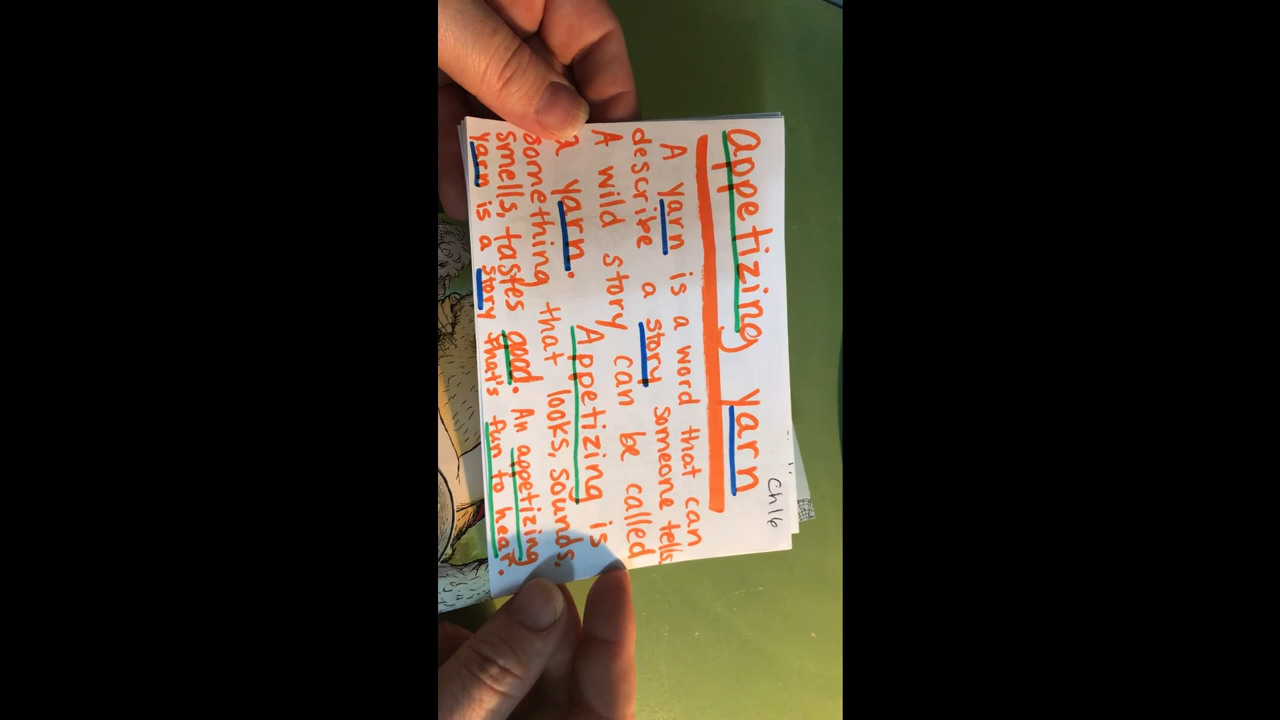 Ch16
appetizing yarn
A yarn is a word that can
describe a story someone tells.
A wild story can be called
a yarn. Appetizing is
something that looks, sounds,
smells, tastes good. An appetizing
yarn is a story that's fun to hear.